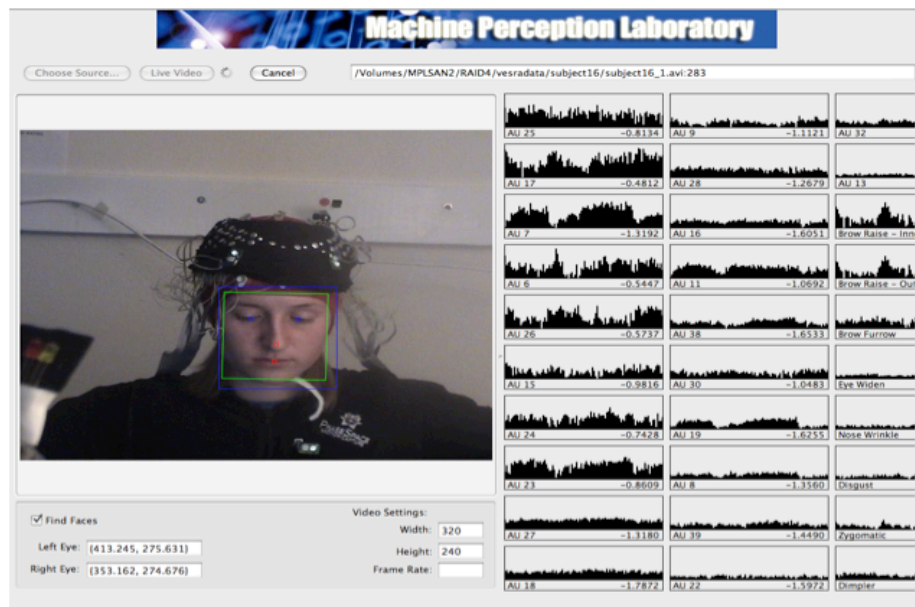 Machine Perception Laboratory
Choose Source... Live Video Cancel /Volumes/MPLSAN2/RAID4/vesradata/subject16/subject16_1.avi:283
AU 25 -0.8134 AU 9 -1.1121 AU 32
AU 17 -0.4812 AU 28 -1.2679 AU 13
AU 7 -1.3192 AU 16 -1.6051 Brow Raise - Inn
AU 6 -0.5447 AU 11 -1.0692 Brow Raise - Ou
AU 26 -0.5737 AU 38 -1.6533 Brow Furrow
AU 15 -0.9816 AU 30 -1.0483 Eye Widen
AU 24 -0.7428 AU 19 -1.6255 Nose Wrinkle
AU 23 -0.8609 AU 8 -1.3560 Disgust
AU 27 -1.3180 AU 39 -1.4490 Zygomatic
AU 18 -1.7872 AU 22 -1.5972 Dimpler
Find Faces
Left Eye: (413.245, 275.631)
Right Eye: (353.162, 274.676)
Video Settings:
Width: 320
Height: 240
Frame Rate: